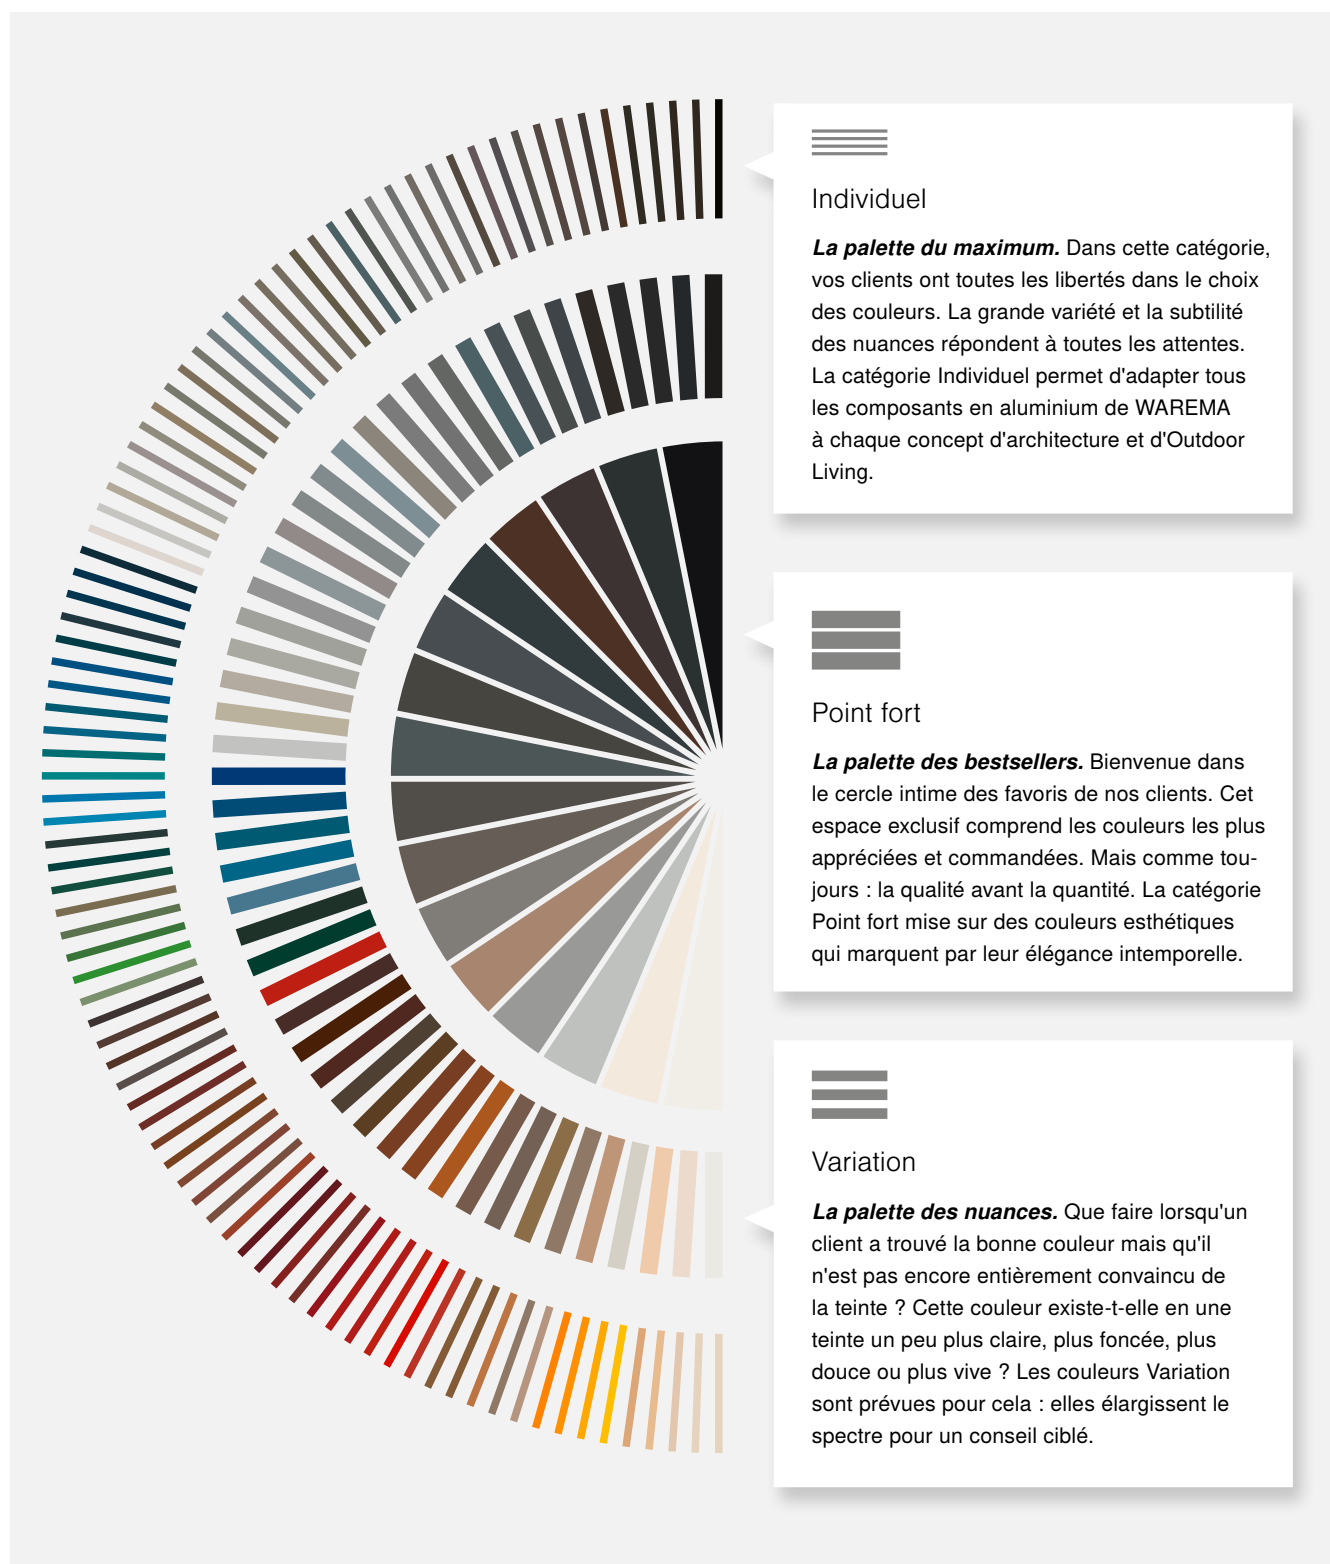 Individuel
La palette du maximum. Dans cette catégorie,
vos clients ont toutes les libertés dans le choix
des couleurs. La grande variété et la subtilité
des nuances répondent à toutes les attentes.
La catégorie Individuel permet d'adapter tous
les composants en aluminium de WAREMA
à chaque concept d'architecture et d'Outdoor
Living.
Point fort
La palette des bestsellers. Bienvenue dans
le cercle intime des favoris de nos clients. Cet
espace exclusif comprend les couleurs les plus
appréciées et commandées. Mais comme tou-
jours : la qualité avant la quantité. La catégorie
Point fort mise sur des couleurs esthétiques
qui marquent par leur élégance intemporelle.
Variation
La palette des nuances. Que faire lorsqu'un
client a trouvé la bonne couleur mais qu'il
n'est pas encore entièrement convaincu de
la teinte ? Cette couleur existe-t-elle en une
teinte un peu plus claire, plus foncée, plus
douce ou plus vive ? Les couleurs Variation
sont prévues pour cela : elles élargissent le
spectre pour un conseil ciblé.